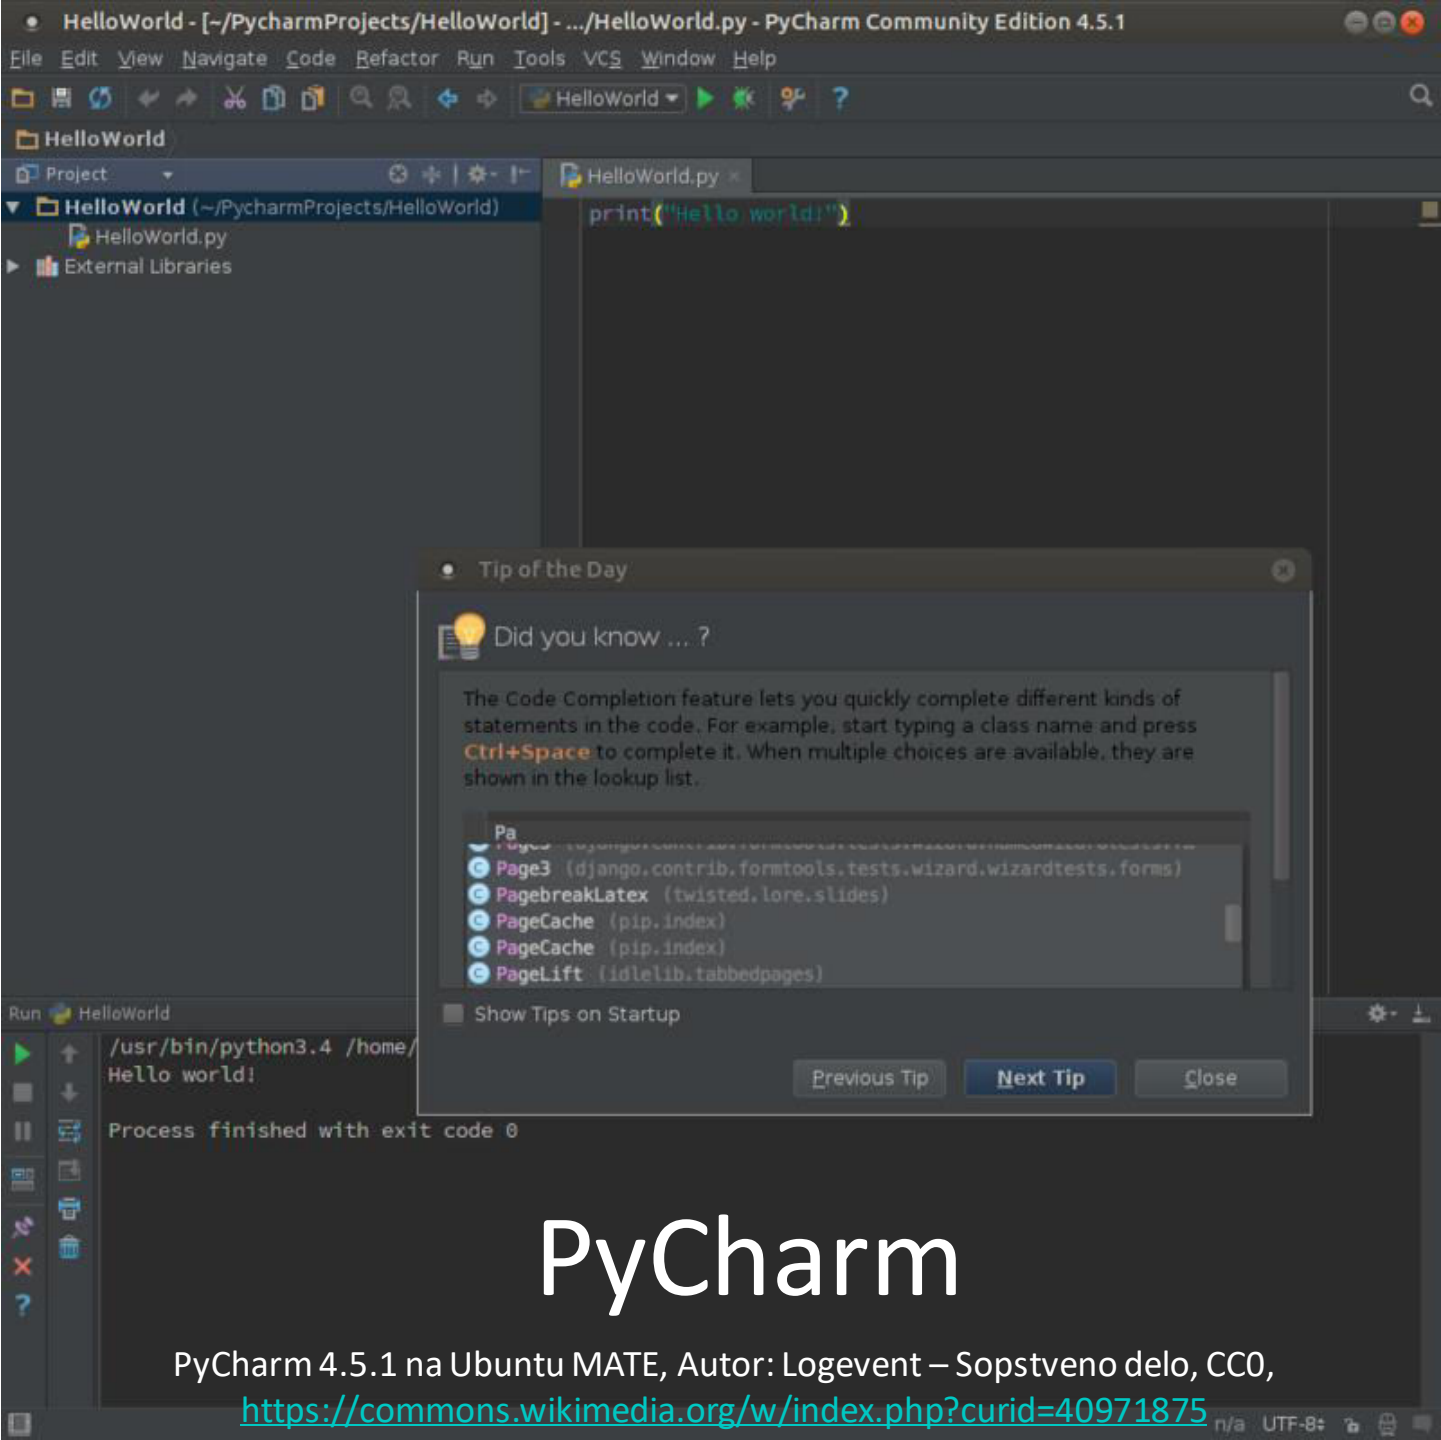 HelloWorld - [~/PycharmProjects/HelloWorld] - .../HelloWorld.py - PyCharm Community Edition 4.5.1
File Edit View Navigate Code Refactor Run Tools VCS Window Help
HelloWorld
HelloWorld
Project
HelloWorld.py
HelloWorld (~/PycharmProjects/HelloWorld)
print("Hello world!")
HelloWorld.py
External Libraries
Tip of the Day
Did you know ... ?
The Code Completion feature lets you quickly complete different kinds of
statements in the code. For example, start typing a class name and press
Ctrl+Space to complete it. When multiple choices are available, they are
shown in the lookup list.
Pa
Page3 (django.contrib.formtools.tests.wizard.wizardtests.forms)
PagebreakLatex (twisted.lore.slides)
PageCache (pip.index)
PageCache (pip.index)
PageLift (idlelib.tabbedpages)
Show Tips on Startup
Previous Tip Next Tip Close
Run HelloWorld
/usr/bin/python3.4 /home/
Hello world!
Process finished with exit code 0
PyCharm
PyCharm 4.5.1 na Ubuntu MATE, Autor: Logevent – Sopstveno delo, CC0,
https://commons.wikimedia.org/w/index.php?curid=40971875
n/a UTF-8